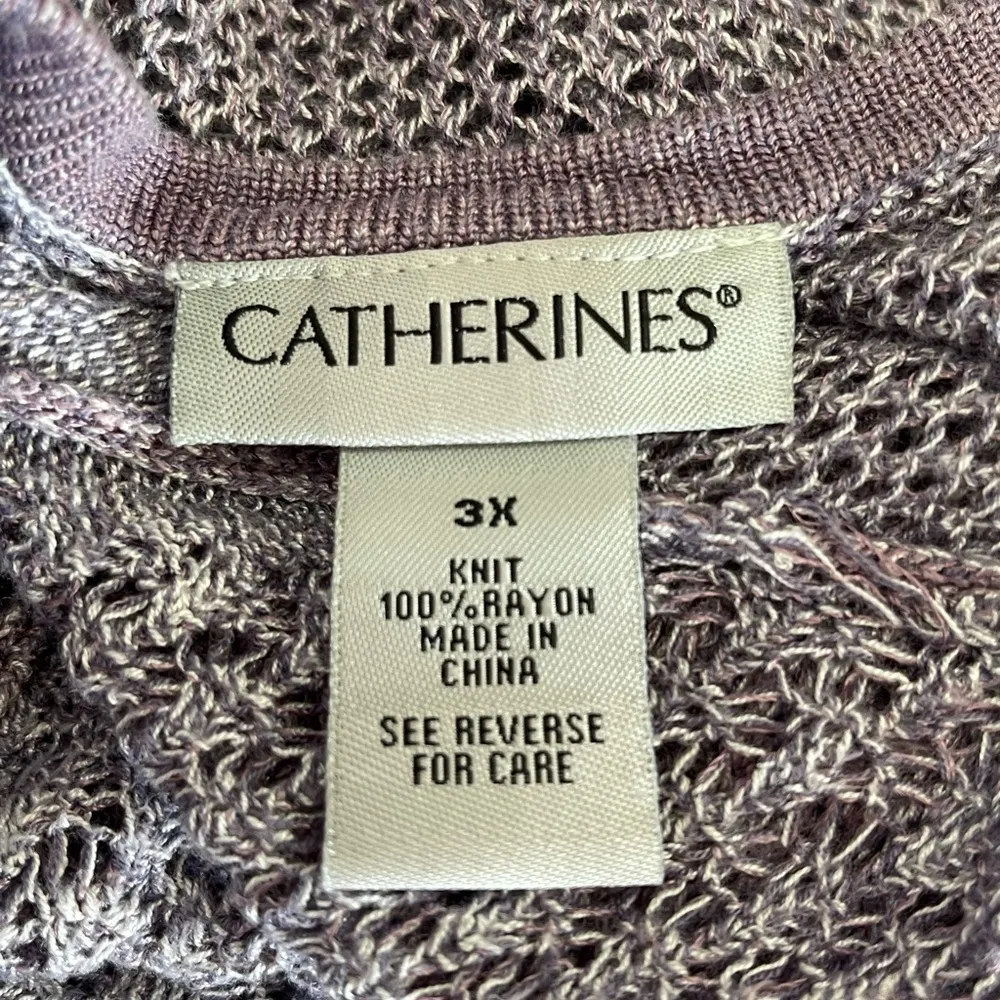 CATHERINES®
3X
KNIT
100%RAYON
MADE IN
CHINA
SEE REVERSE
FOR CARE